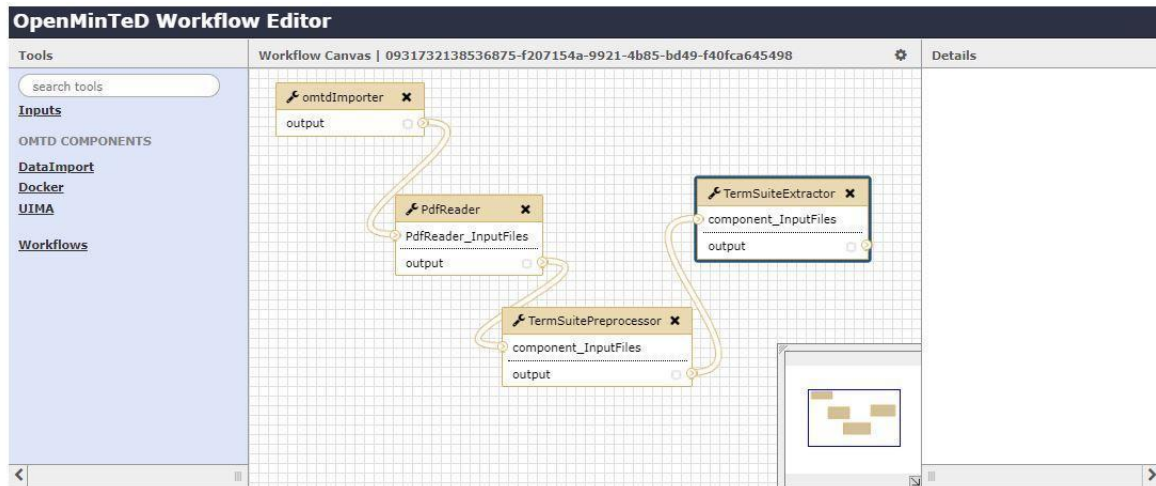 OpenMinTeD Workflow Editor
Tools
Workflow Canvas | 0931732138536875-f207154a-9921-4b85-bd49-f40fca645498
Details
search tools
Inputs
OMTD COMPONENTS
DataImport
Docker
UIMA
Workflows
omtdImporter
output
PdfReader
PdfReader_InputFiles
output
TermSuitePreprocessor
component_InputFiles
output
TermSuiteExtractor
component_InputFiles
output